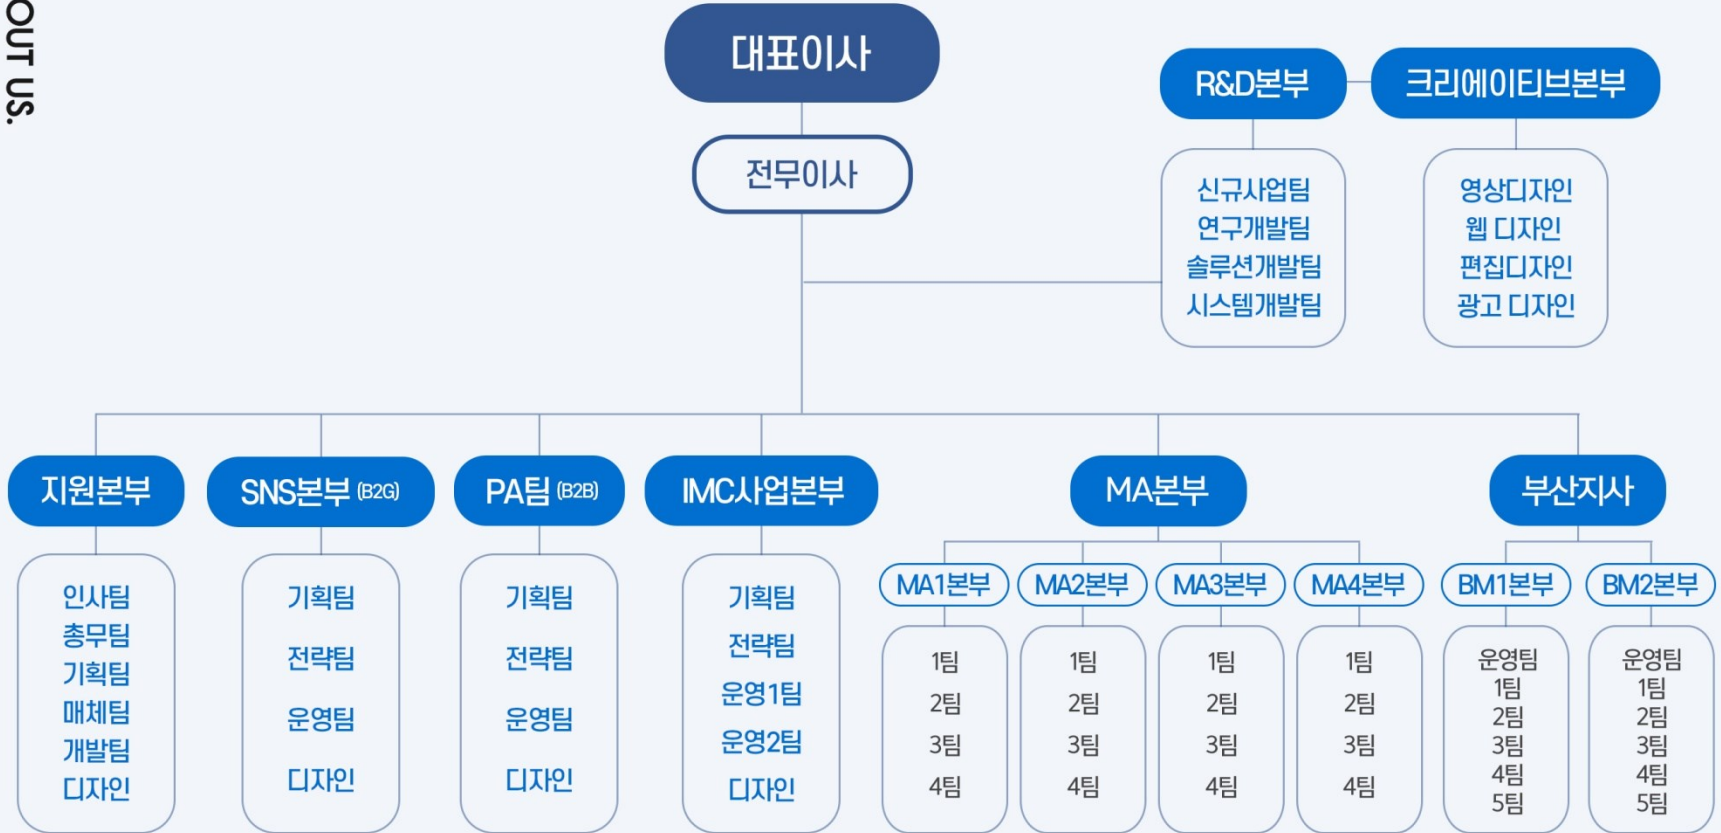 OUT US.
대표이사
전무이사
R&D본부
신규사업팀
연구개발팀
솔루션개발팀
시스템개발팀
크리에이티브본부
영상디자인
웹 디자인
편집디자인
광고 디자인
지원본부
인사팀
총무팀
기획팀
매체팀
개발팀
디자인
SNS본부 (B2G)
기획팀
전략팀
운영팀
디자인
PA팀 (B2B)
기획팀
전략팀
운영팀
디자인
IMC사업본부
기획팀
전략팀
운영1팀
운영2팀
디자인
MA본부
MA1본부
1팀
2팀
3팀
4팀
MA2본부
1팀
2팀
3팀
4팀
MA3본부
1팀
2팀
3팀
4팀
MA4본부
1팀
2팀
3팀
4팀
부산지사
BM1본부
운영팀
1팀
2팀
3팀
4팀
5팀
BM2본부
운영팀
1팀
2팀
3팀
4팀
5팀